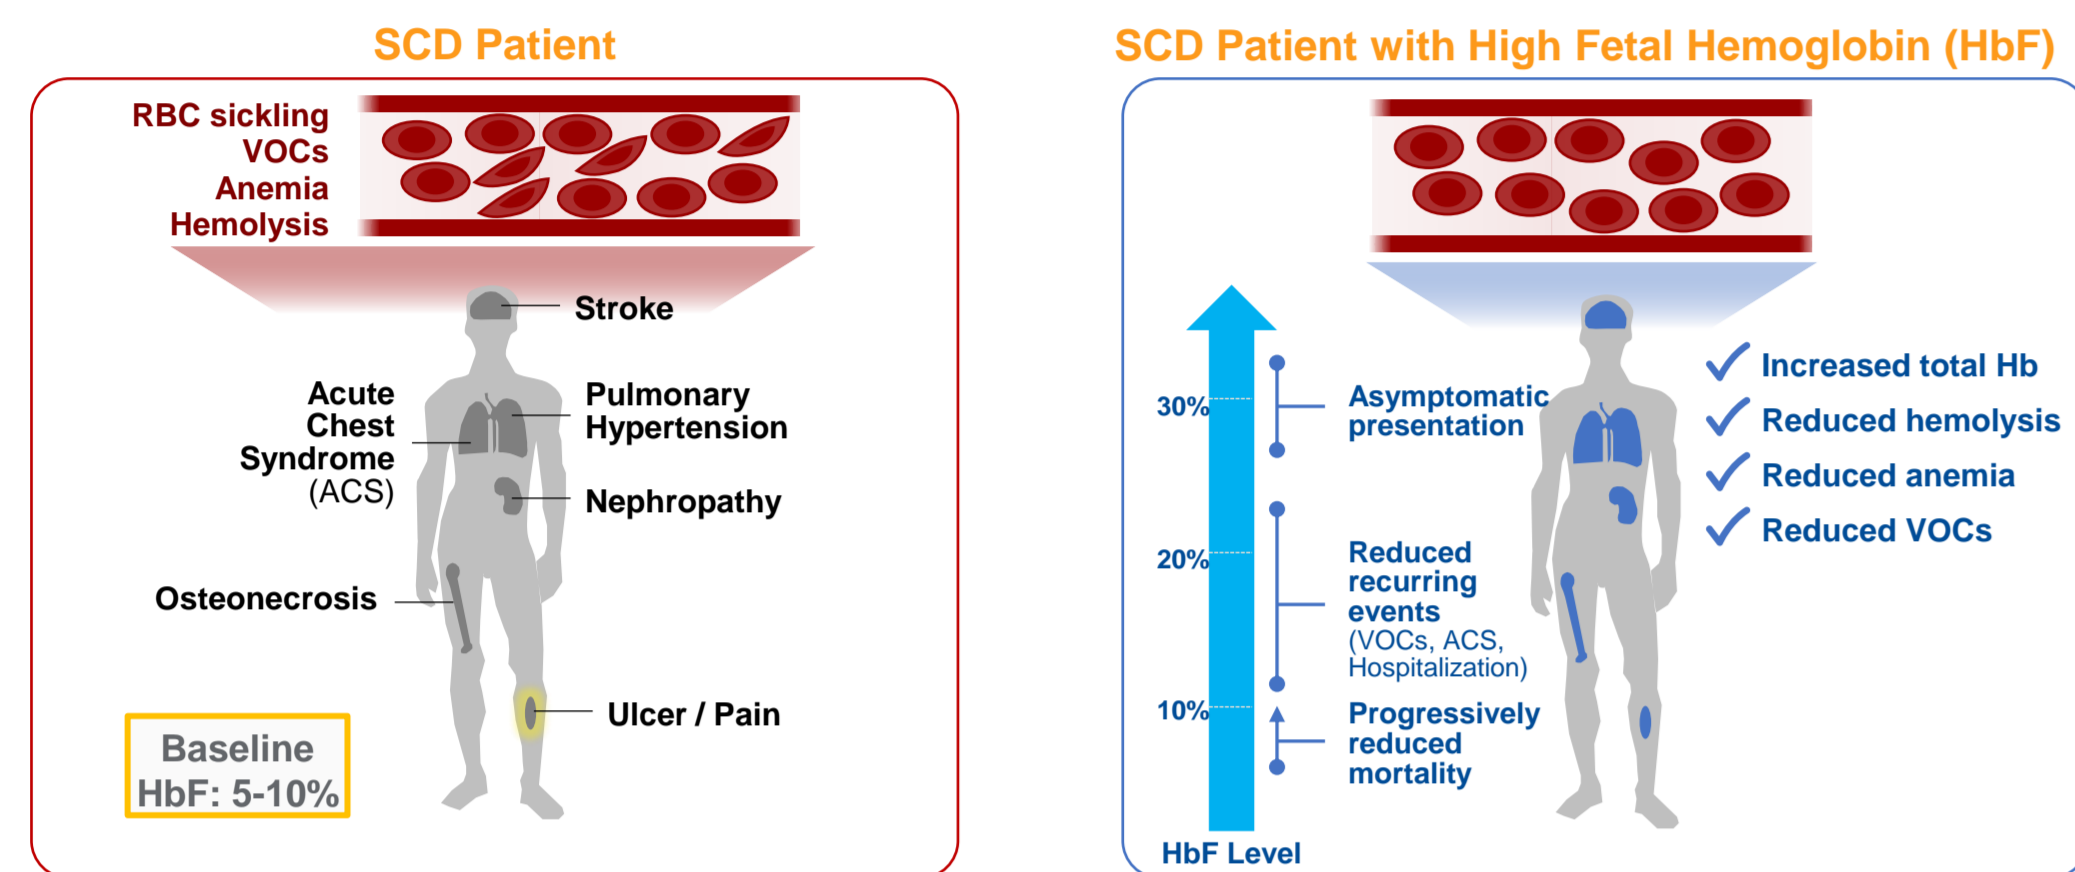 SCD Patient
RBC sickling
VOCs
Anemia
Hemolysis
Stroke
Acute
Chest
Syndrome
(ACS)
Pulmonary
Hypertension
Nephropathy
Osteonecrosis
Ulcer / Pain
Baseline
HbF: 5-10%
SCD Patient with High Fetal Hemoglobin (HbF)
30%
20%
10%
HbF Level
Asymptomatic
presentation
Reduced
recurring
events
(VOCs, ACS,
Hospitalization)
Progressively
reduced
mortality
Increased total Hb
Reduced hemolysis
Reduced anemia
Reduced VOCs